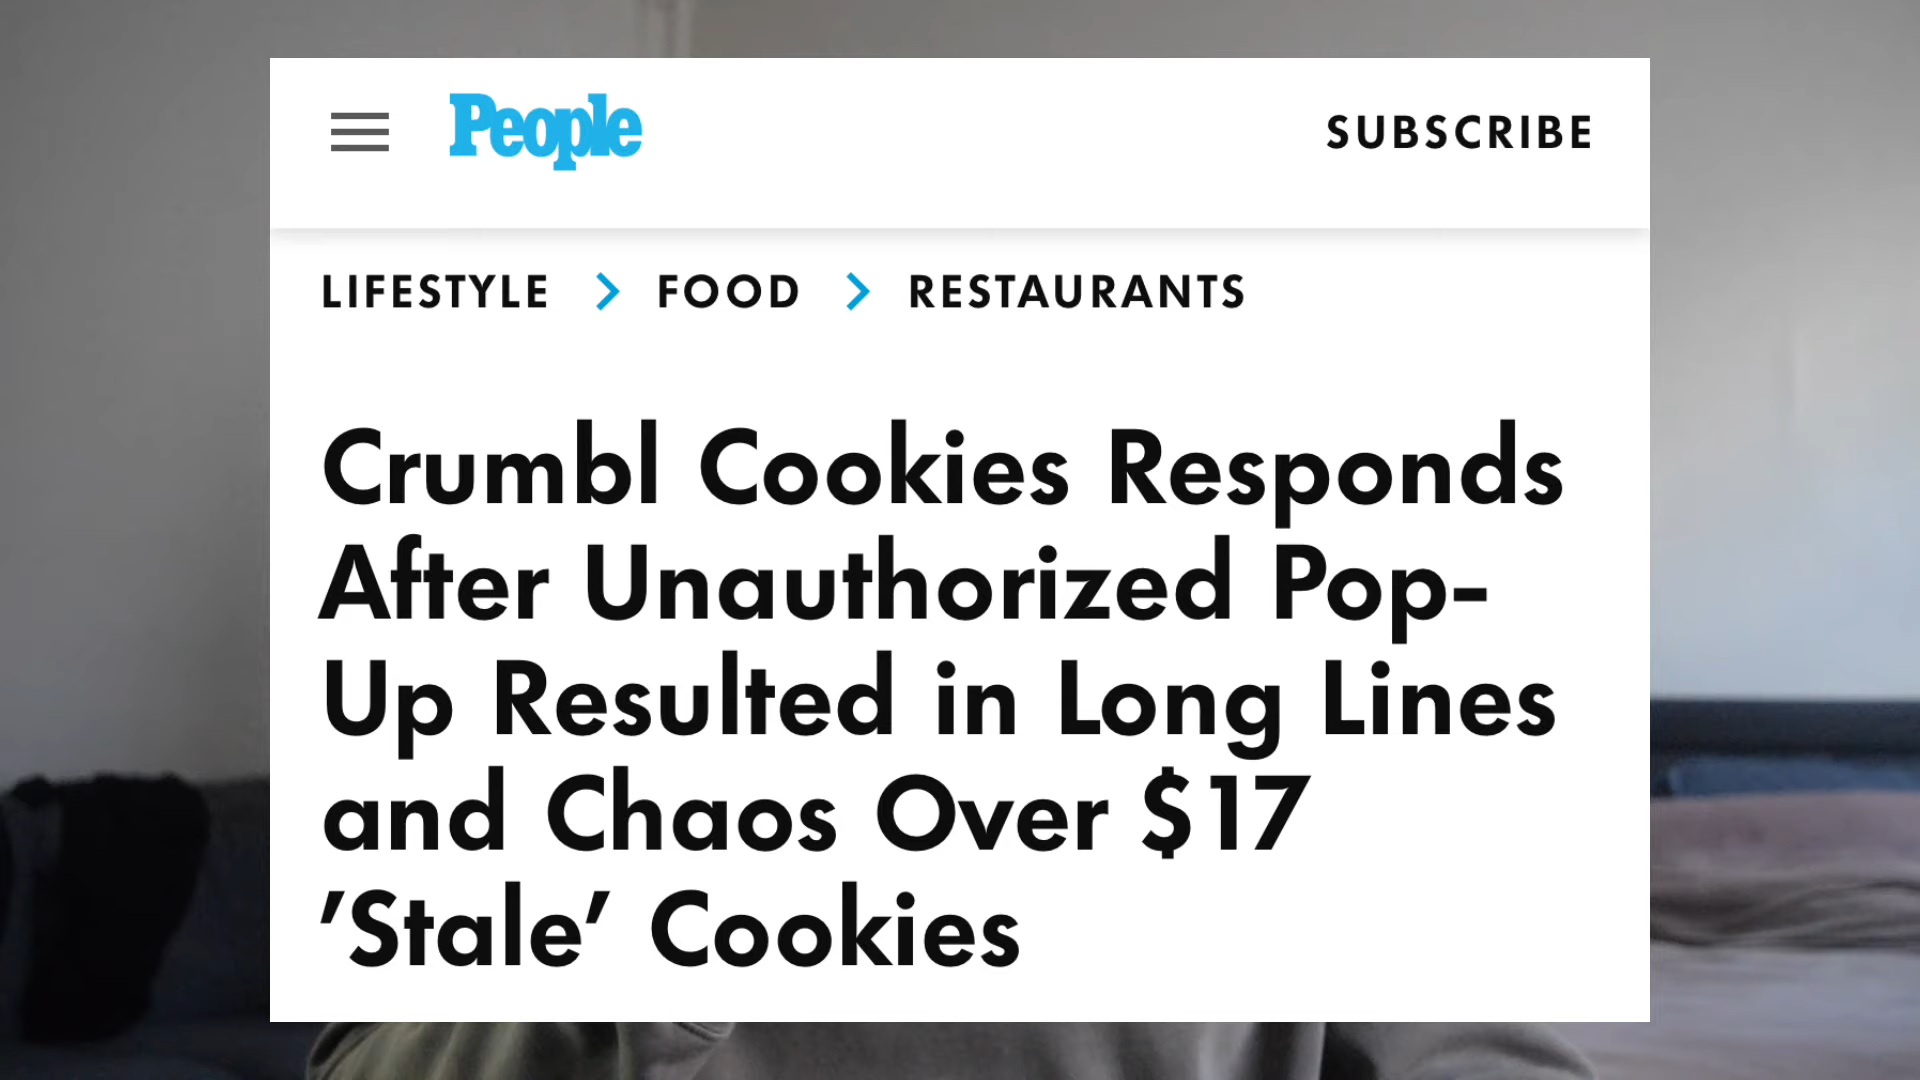 People
SUBSCRIBE
LIFESTYLE > FOOD > RESTAURANTS
Crumbl Cookies Responds
After Unauthorized Pop-
Up Resulted in Long Lines
and Chaos Over $17
'Stale' Cookies